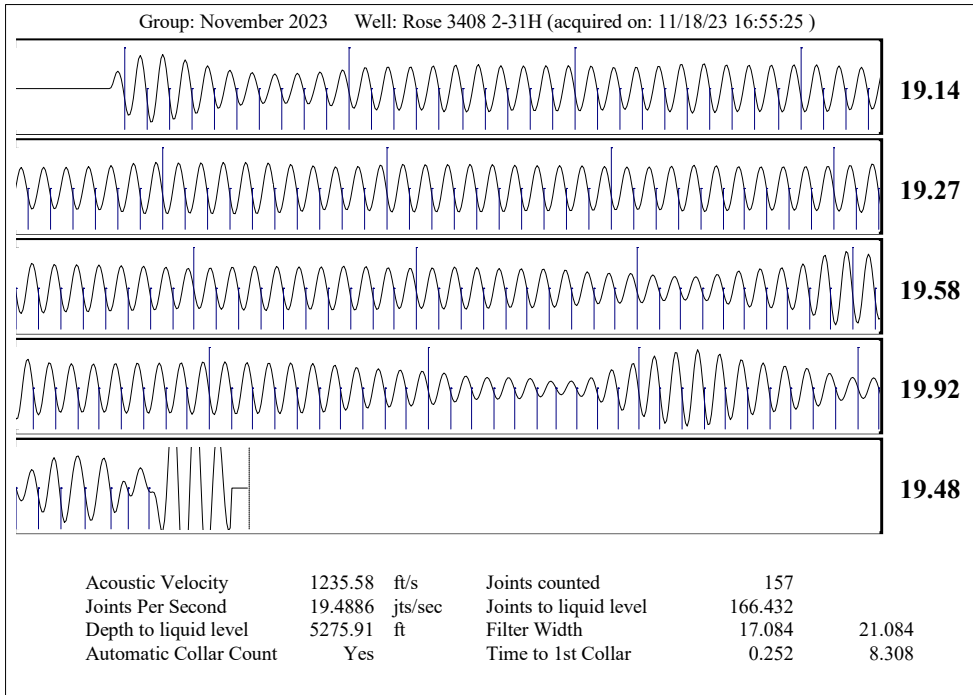 Group: November 2023 Well: Rose 3408 2-31H (acquired on: 11/18/23 16:55:25 )
19.14
19.27
19.58
19.92
19.48
Acoustic Velocity 1235.58 ft/s Joints counted 157
Joints Per Second 19.4886 jts/sec Joints to liquid level 166.432
Depth to liquid level 5275.91 ft Filter Width 17.084 21.084
Automatic Collar Count Yes Time to 1st Collar 0.252 8.308